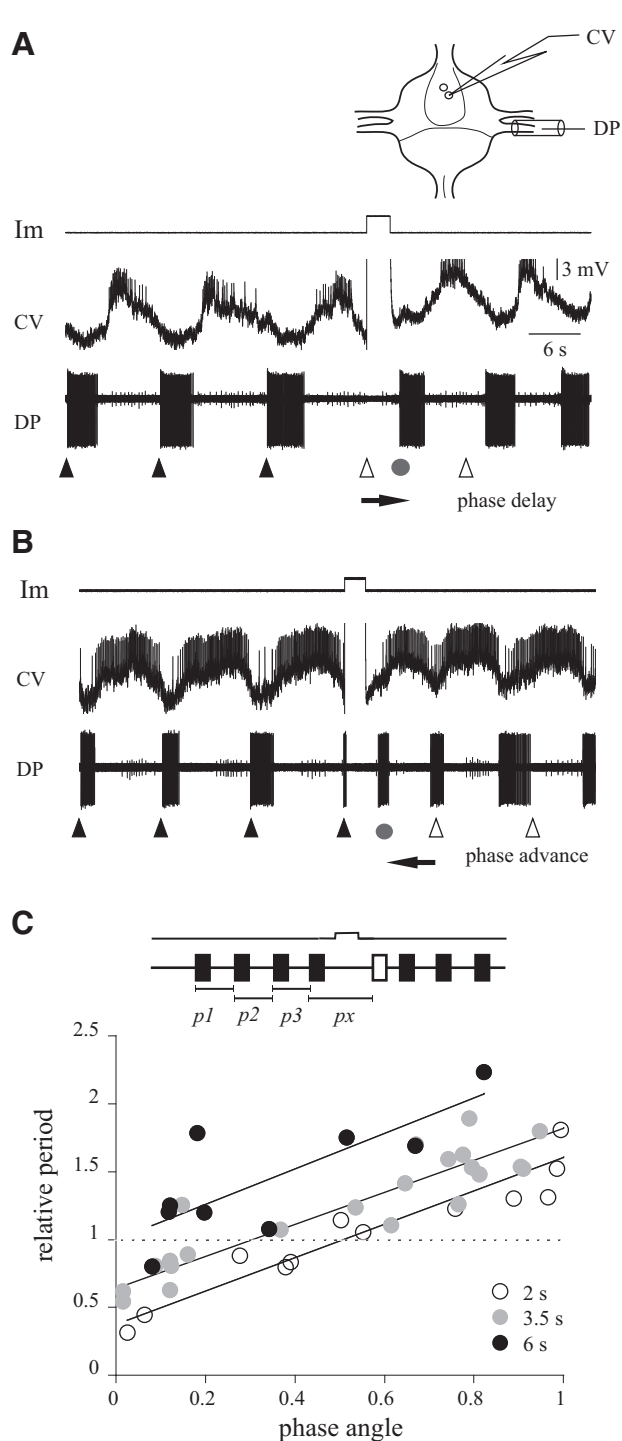 A
CV
DP
Im
CV
3 mV
6 s
DP
phase delay
B
Im
CV
DP
phase advance
C
p1 p2 p3 px
2.5
2
1.5
1
0.5
0
relative period
2 s
3.5 s
6 s
0 0.2 0.4 0.6 0.8 1
phase angle